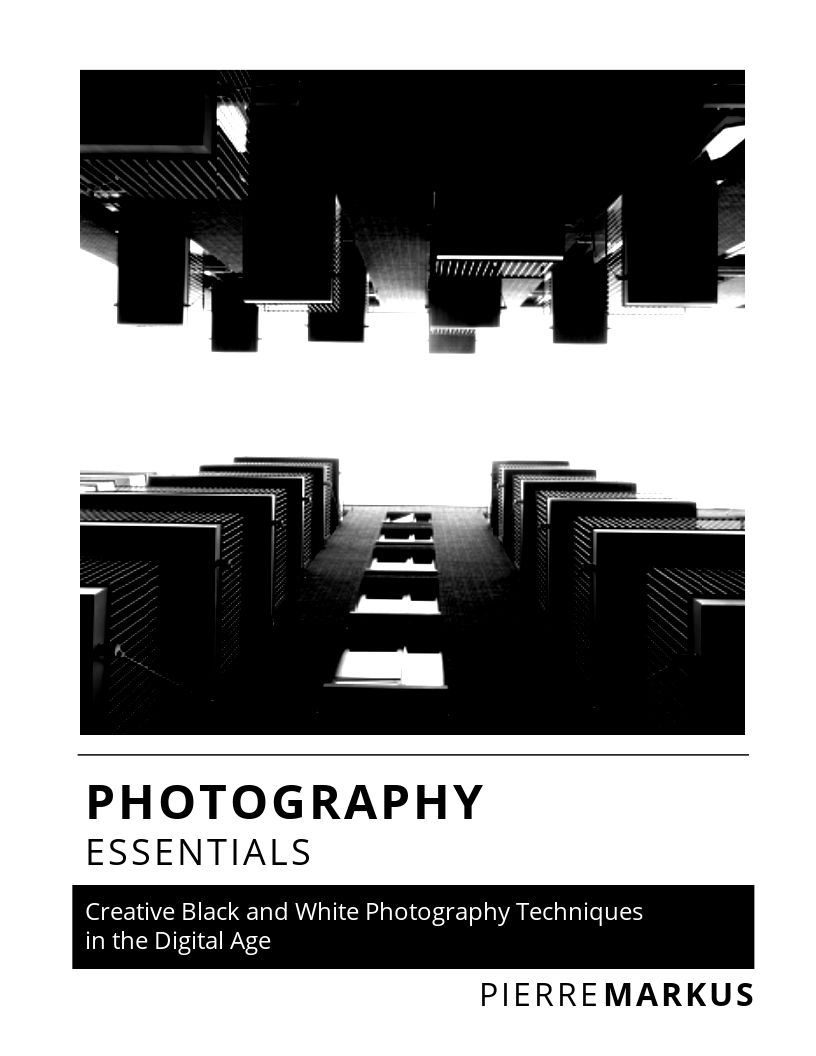 PHOTOGRAPHY
ESSENTIALS
Creative Black and White Photography Techniques
in the Digital Age
PIERREMARKUS